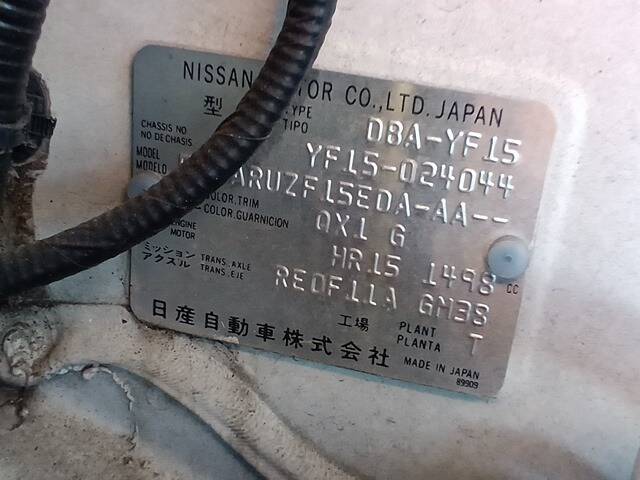 NISSAN MOTOR CO.,LTD. JAPAN
型 TYPE TIPO DBA-YF15
CHASSIS NO NO DE CHASIS YF15-024044
MODEL MODELO ARUZF15EDA-AA--
COLOR,TRIM COLOR.GUARNICION QX1 G
ENGINE MOTOR HR15 1498 CC
ミッション アクスル TRANS. AXLE TRANS. EJE RE0F11A GM38
工場 PLANT PLANTA T
日産自動車株式会社 MADE IN JAPAN
89909